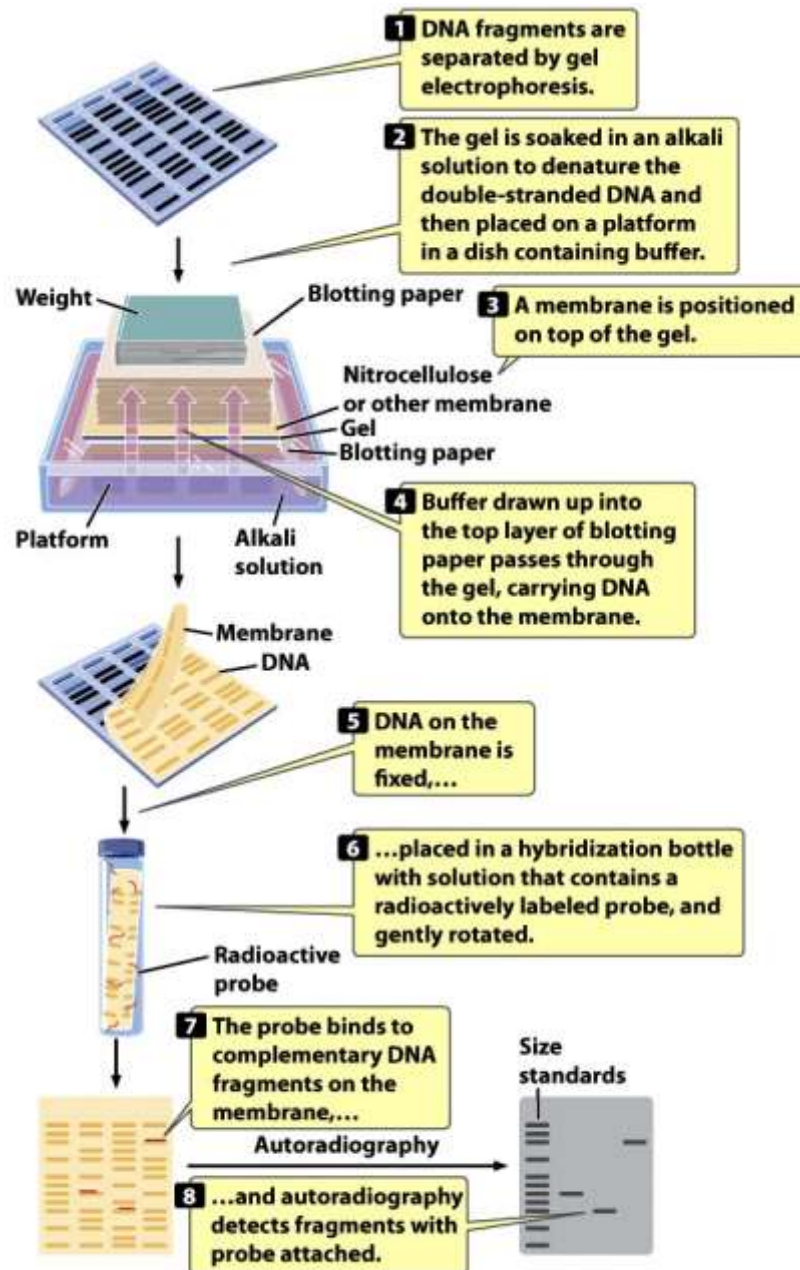 1 DNA fragments are
separated by gel
electrophoresis.
2 The gel is soaked in an alkali
solution to denature the
double-stranded DNA and
then placed on a platform
in a dish containing buffer.
Weight
Blotting paper
3 A membrane is positioned
on top of the gel.
Nitrocellulose
or other membrane
Gel
Blotting paper
Platform
Alkali
solution
4 Buffer drawn up into
the top layer of blotting
paper passes through
the gel, carrying DNA
onto the membrane.
Membrane
DNA
5 DNA on the
membrane is
fixed,…
6 …placed in a hybridization bottle
with solution that contains a
radioactively labeled probe, and
gently rotated.
Radioactive
probe
7 The probe binds to
complementary DNA
fragments on the
membrane,…
Size
standards
Autoradiography
8 …and autoradiography
detects fragments with
probe attached.